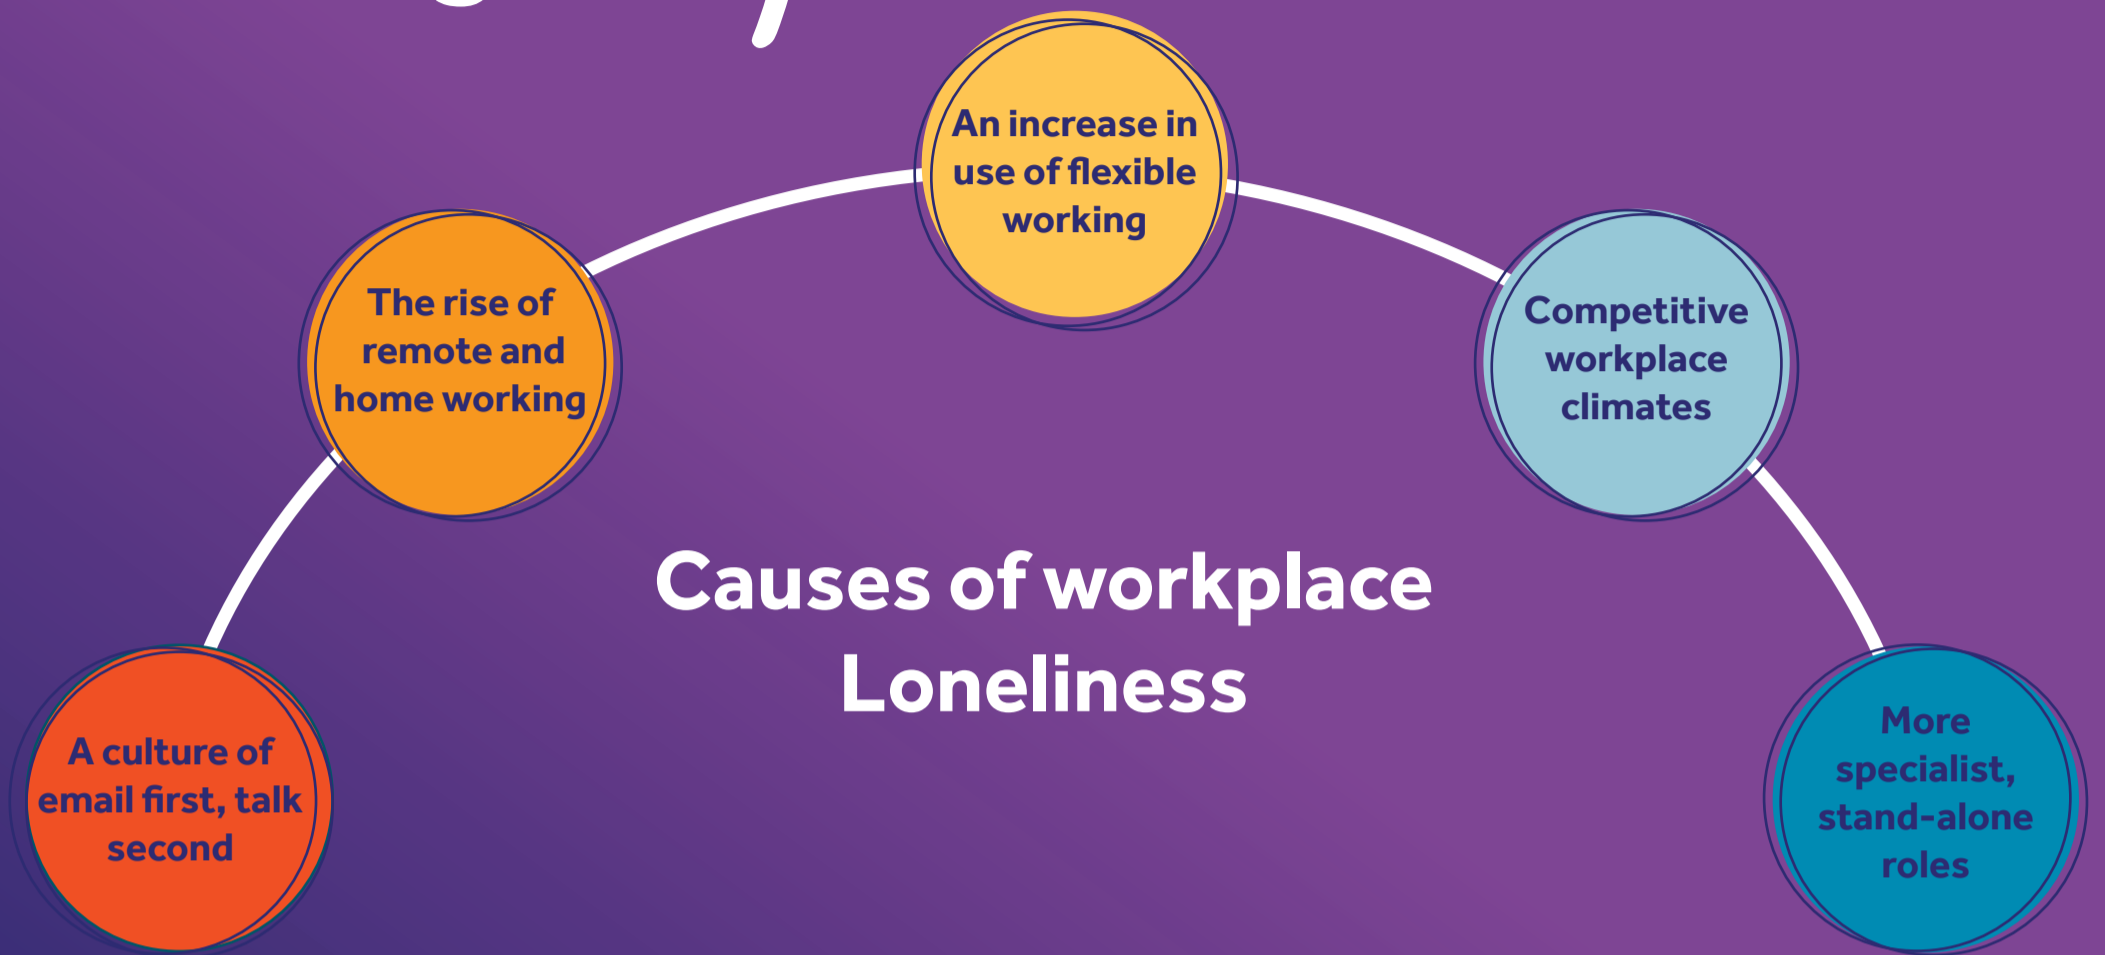 A culture of
email first, talk
second
The rise of
remote and
home working
An increase in
use of flexible
working
Competitive
workplace
climates
More
specialist,
stand-alone
roles
Causes of workplace
Loneliness